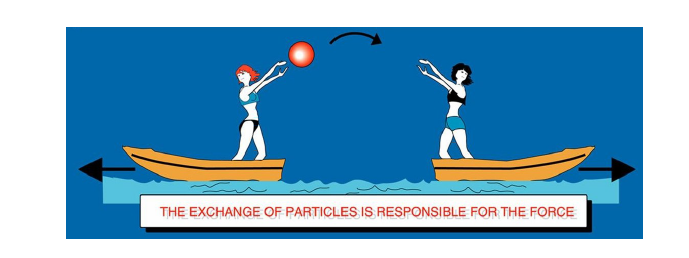 THE EXCHANGE OF PARTICLES IS RESPONSIBLE FOR THE FORCE